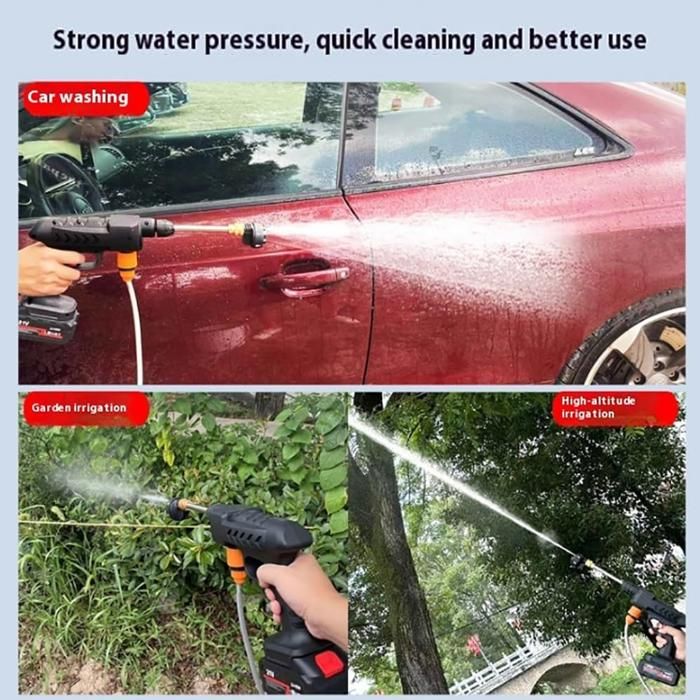 Strong water pressure, quick cleaning and better use
Car washing
Garden irrigation
High-altitude
irrigation